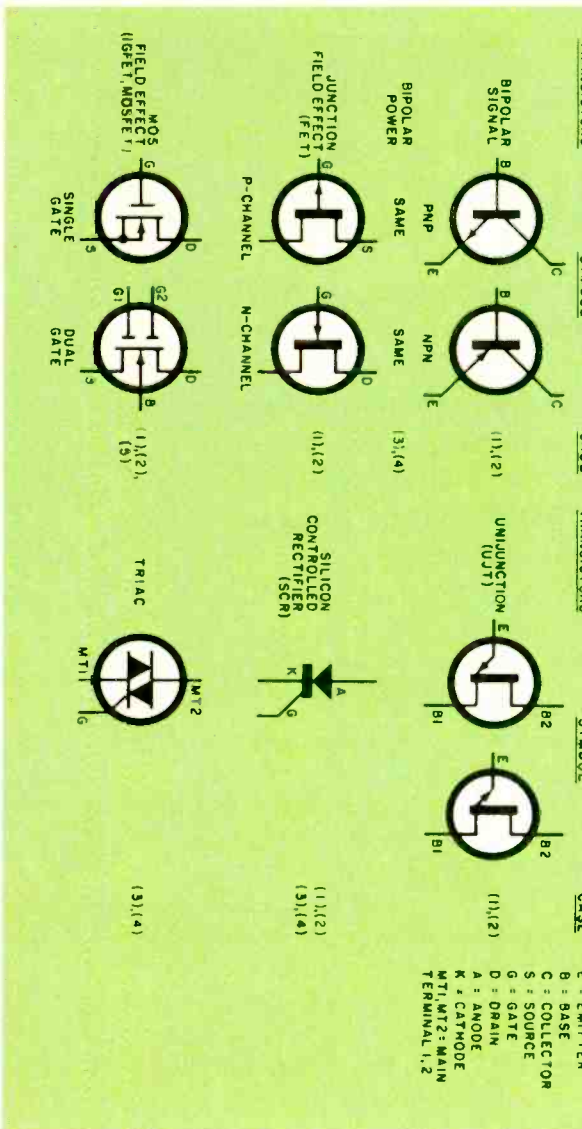 BIPOLAR
SIGNAL
B
C
E
PNP
B
C
E
NPN
(1),(2)
BIPOLAR
POWER
SAME
SAME
(3),(4)
JUNCTION
FIELD EFFECT
(FET)
G
S
P-CHANNEL
G
D
N-CHANNEL
(1),(2)
MOS
FIELD EFFECT
(IGFET, MOSFET)
G
D
S
SINGLE
GATE
G2
G1
D
B
S
DUAL
GATE
(1),(2),
(5)
UNIJUNCTION
(UJT)
E
B2
B1
E
B2
B1
(1),(2)
SILICON
CONTROLLED
RECTIFIER
(SCR)
A
K
G
(1),(2)
(3),(4)
TRIAC
MT2
MT1
G
(3),(4)
B = BASE
C = COLLECTOR
S = SOURCE
G = GATE
D = DRAIN
A = ANODE
K = CATHODE
MT1, MT2 = MAIN
TERMINAL 1, 2